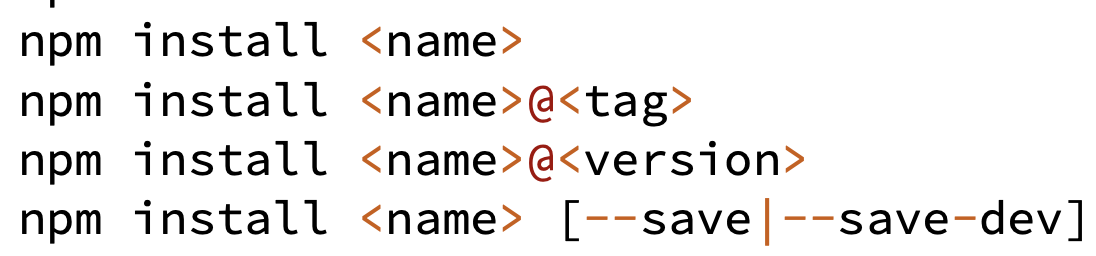 npm install <name>
npm install <name>@<tag>
npm install <name>@<version>
npm install <name> [--save|--save-dev]